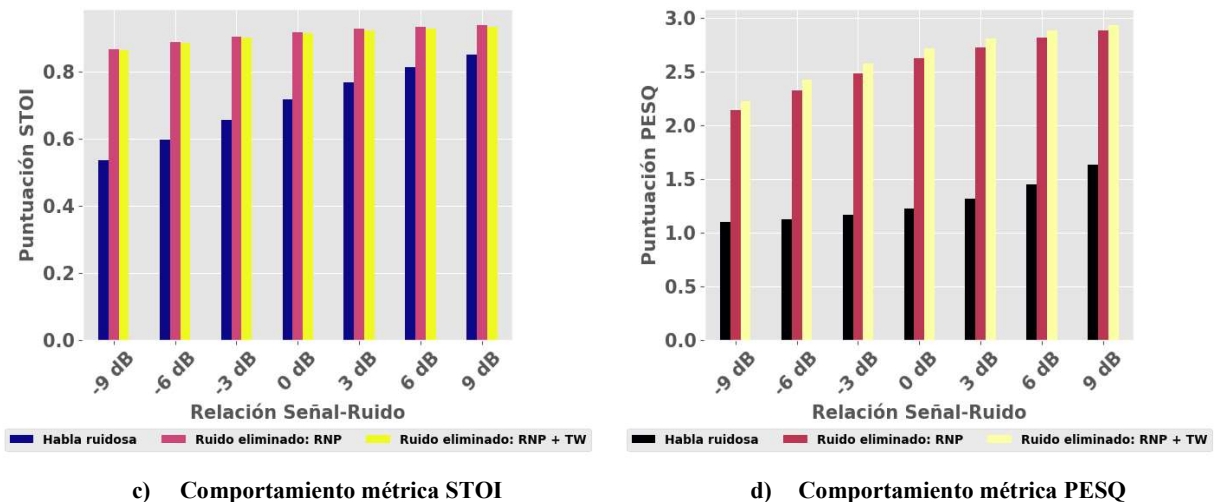 Puntuación STOI
0.8
0.6
0.4
0.2
0.0
-9 dB
-6 dB
-3 dB
0 dB
3 dB
6 dB
9 dB
Relación Señal-Ruido
Habla ruidosa Ruido eliminado: RNP Ruido eliminado: RNP + TW
c) Comportamiento métrica STOI
Puntuación PESQ
3.0
2.5
2.0
1.5
1.0
0.5
0.0
-9 dB
-6 dB
-3 dB
0 dB
3 dB
6 dB
9 dB
Relación Señal-Ruido
Habla ruidosa Ruido eliminado: RNP Ruido eliminado: RNP + TW
d) Comportamiento métrica PESQ